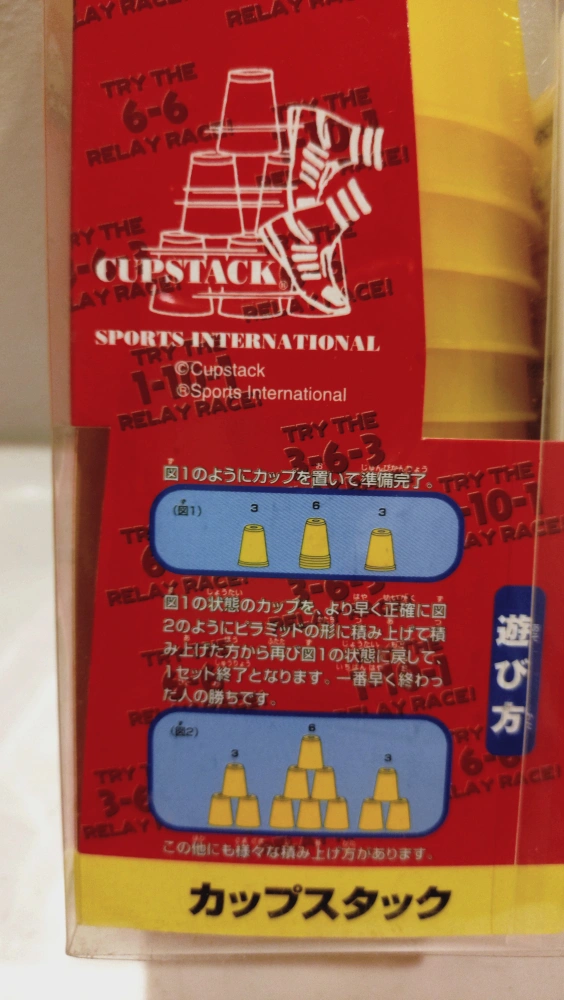 RELAY RACE!
TRY THE
6-6
RELAY RACE!
CUPSTACK®
SPORTS INTERNATIONAL
©Cupstack
®Sports International
TRY THE
1-10-1
RELAY RACE!
TRY THE
3-6-3
TRY THE
-10-1
図1のようにカップを置いて準備完了。
(図1)
3
6
3
図1の状態のカップを、より早く正確に図
2のようにピラミッドの形に積み上げて積
み上げた方から再び図1の状態に戻して、
1セット終了となります。一番早く終わっ
た人の勝ちです。
(図2)
3
6
3
この他にも様々な積み上げ方があります。
遊び方
カップスタック